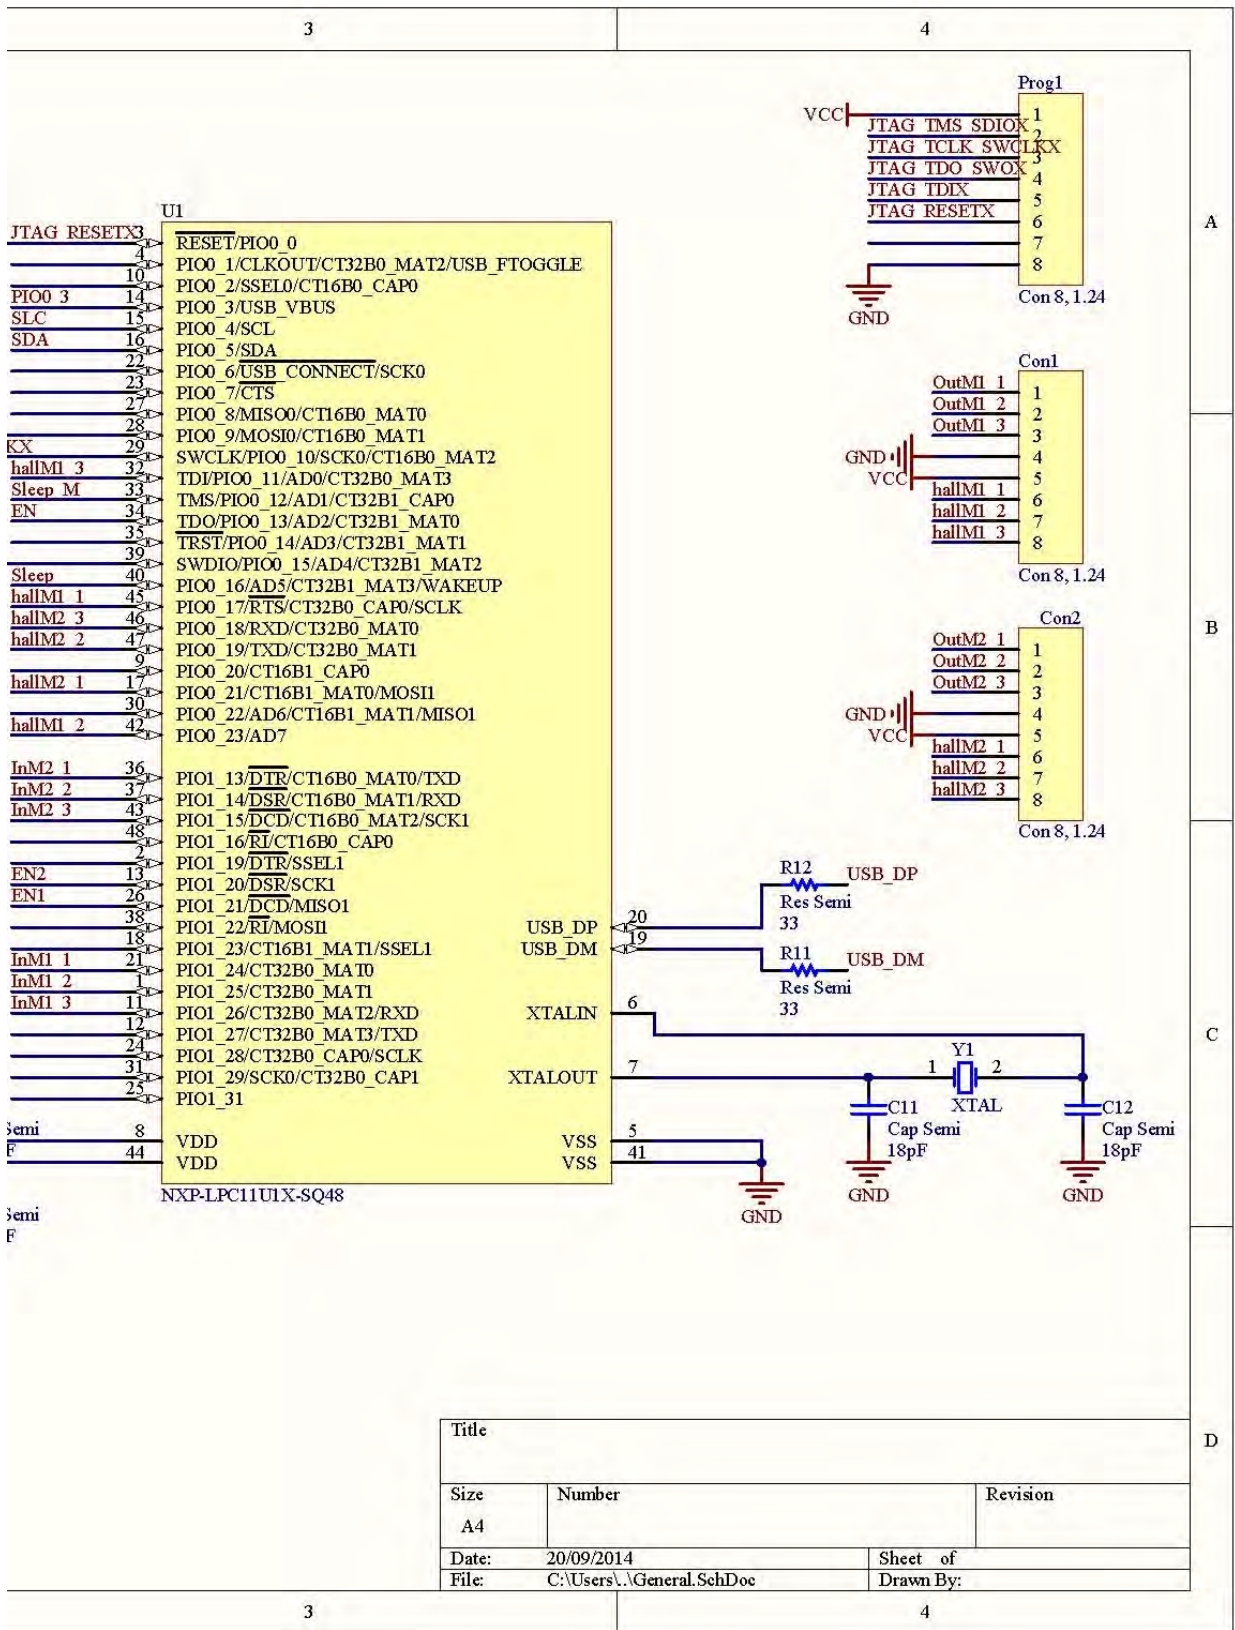 3
4
Prog1
VCC
1
JTAG TMS SDIOX
2
JTAG TCLK SWCLKX
3
JTAG TDO SWOX
4
JTAG TDIX
5
JTAG RESETX
6
7
8
GND
Con 8, 1.24
A
U1
JTAG RESETX 3 RESET/PIO0_0
4 PIO0_1/CLKOUT/CT32B0_MAT2/USB_FTOGGLE
10 PIO0_2/SSEL0/CT16B0_CAP0
PIO0 3 14 PIO0_3/USB_VBUS
SLC 15 PIO0_4/SCL
SDA 16 PIO0_5/SDA
22 PIO0_6/USB_CONNECT/SCK0
23 PIO0_7/CTS
27 PIO0_8/MISO0/CT16B0_MAT0
28 PIO0_9/MOSI0/CT16B0_MAT1
KX 29 SWCLK/PIO0_10/SCK0/CT16B0_MAT2
hallM1 3 32 TDI/PIO0_11/AD0/CT32B0_MAT3
Sleep M 33 TMS/PIO0_12/AD1/CT32B1_CAP0
EN 34 TDO/PIO0_13/AD2/CT32B1_MAT0
35 TRST/PIO0_14/AD3/CT32B1_MAT1
39 SWDIO/PIO0_15/AD4/CT32B1_MAT2
Sleep 40 PIO0_16/AD5/CT32B1_MAT3/WAKEUP
hallM1 1 45 PIO0_17/RTS/CT32B0_CAP0/SCLK
hallM2 3 46 PIO0_18/RXD/CT32B0_MAT0
hallM2 2 47 PIO0_19/TXD/CT32B0_MAT1
9 PIO0_20/CT16B1_CAP0
hallM2 1 17 PIO0_21/CT16B1_MAT0/MOSI1
30 PIO0_22/AD6/CT16B1_MAT1/MISO1
hallM1 2 42 PIO0_23/AD7
InM2 1 36 PIO1_13/DTR/CT16B0_MAT0/TXD
InM2 2 37 PIO1_14/DSR/CT16B0_MAT1/RXD
InM2 3 43 PIO1_15/DCD/CT16B0_MAT2/SCK1
48 PIO1_16/RI/CT16B0_CAP0
2 PIO1_19/DTR/SSEL1
EN2 13 PIO1_20/DSR/SCK1
EN1 26 PIO1_21/DCD/MISO1
38 PIO1_22/RI/MOSI1
18 PIO1_23/CT16B1_MAT1/SSEL1
InM1 1 21 PIO1_24/CT32B0_MAT0
InM1 2 1 PIO1_25/CT32B0_MAT1
InM1 3 11 PIO1_26/CT32B0_MAT2/RXD
12 PIO1_27/CT32B0_MAT3/TXD
24 PIO1_28/CT32B0_CAP0/SCLK
31 PIO1_29/SCK0/CT32B0_CAP1
25 PIO1_31
Semi
F
8 VDD
44 VDD
Semi
F
USB_DP 20
USB_DM 19
XTALIN 6
XTALOUT 7
VSS 5
VSS 41
NXP-LPC11U1X-SQ48
GND
Con1
OutM1 1 1
OutM1 2 2
OutM1 3 3
GND 4
VCC 5
hallM1 1 6
hallM1 2 7
hallM1 3 8
Con 8, 1.24
Con2
OutM2 1 1
OutM2 2 2
OutM2 3 3
GND 4
VCC 5
hallM2 1 6
hallM2 2 7
hallM2 3 8
Con 8, 1.24
B
R12 USB_DP
Res Semi
33
R11 USB_DM
Res Semi
33
C
Y1
1 2
XTAL
C11
Cap Semi
18pF
GND
C12
Cap Semi
18pF
GND
D
Title
Size Number Revision
A4
Date: 20/09/2014 Sheet of
File: C:\Users\..\General.SchDoc Drawn By:
3
4